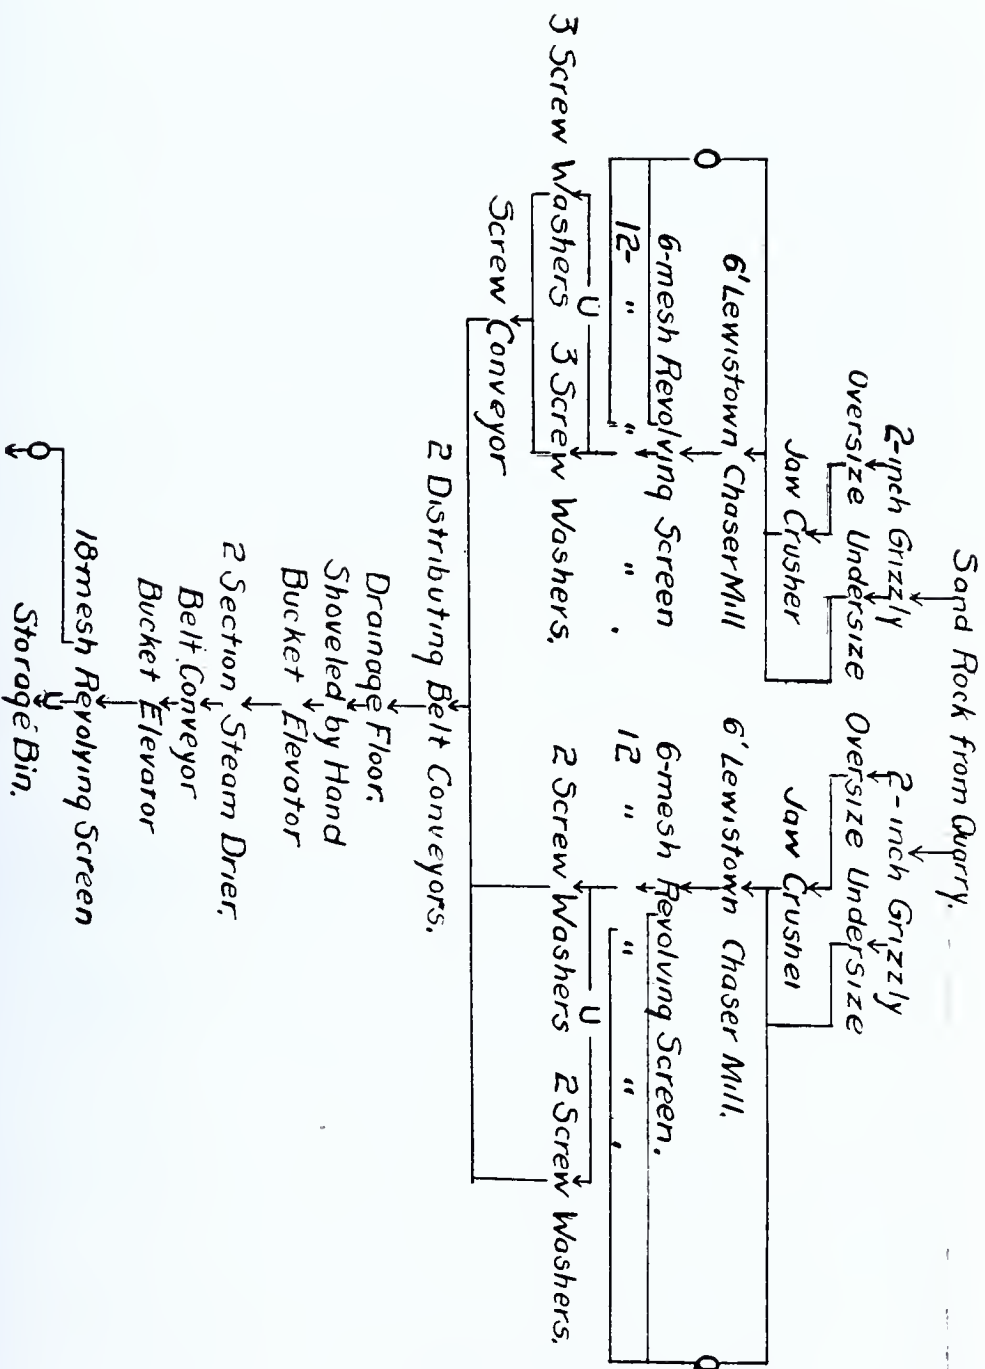 Sand Rock from Quarry.
2-inch Grizzly 2-inch Grizzly
Oversize Undersize Oversize Undersize
Jaw Crusher Jaw Crusher
6' Lewistown Chaser Mill 6' Lewistown Chaser Mill.
6-mesh Revolving Screen 6-mesh Revolving Screen.
12- " " " . 12 " " " .
U U
3 Screw Washers 3 Screw Washers. 2 Screw Washers 2 Screw Washers.
Screw Conveyor
2 Distributing Belt Conveyors.
Drainage Floor.
Shoveled by Hand
Bucket Elevator
2 Section Steam Drier.
Belt Conveyor
Bucket Elevator
18 mesh Revolving Screen
O U
Storage Bin.
O O